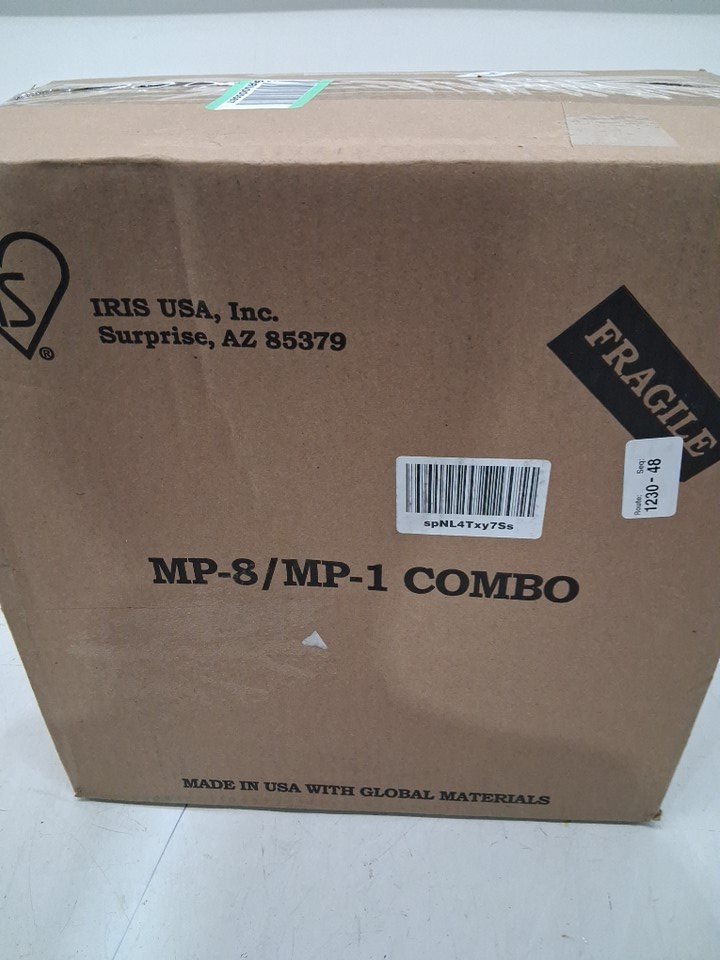 IS
®
IRIS USA, Inc.
Surprise, AZ 85379
FRAGILE
Route: Seq:
1230 - 48
spNL4Txy7Ss
MP-8/MP-1 COMBO
MADE IN USA WITH GLOBAL MATERIALS